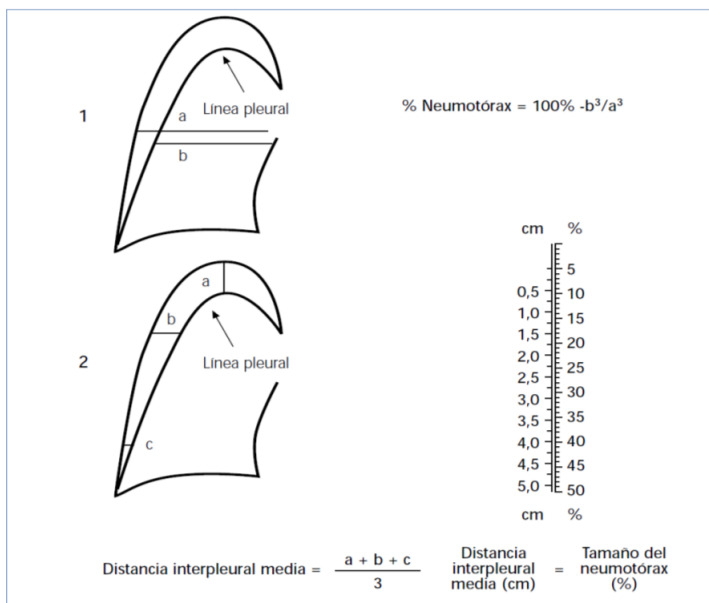 1
a
Línea pleural
b
% Neumotórax = 100% -b³/a³
2
a
b
Línea pleural
c
cm %
5
0,5 10
1,0 15
1,5 20
2,0 25
2,5 30
3,0 35
3,5 40
4,0 45
4,5 50
5,0
cm %
Distancia interpleural media = a + b + c
3
Distancia
interpleural
media (cm)
=
Tamaño del
neumotórax
(%)